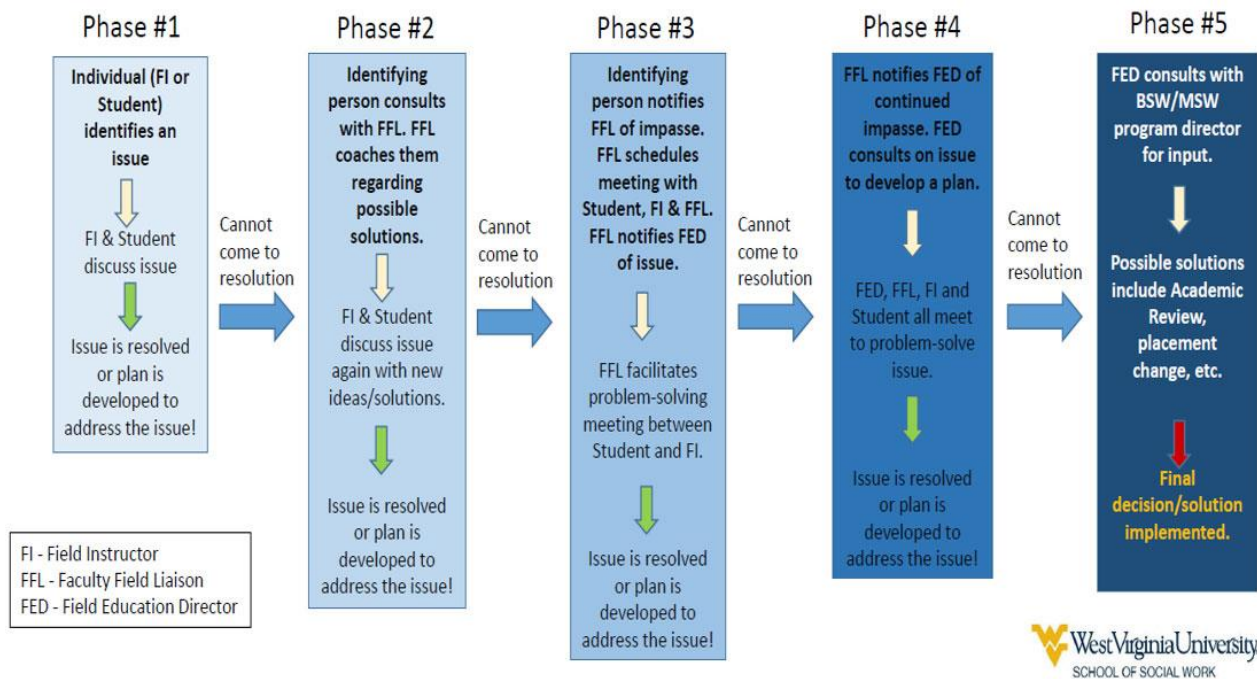 Phase #1
Individual (FI or
Student)
identifies an
issue
FI & Student
discuss issue
Issue is resolved
or plan is
developed to
address the issue!
Cannot
come to
resolution
Phase #2
Identifying
person consults
with FFL. FFL
coaches them
regarding
possible
solutions.
FI & Student
discuss issue
again with new
ideas/solutions.
Issue is resolved
or plan is
developed to
address the issue!
Cannot
come to
resolution
Phase #3
Identifying
person notifies
FFL of impasse.
FFL schedules
meeting with
Student, FI & FFL.
FFL notifies FED
of issue.
FFL facilitates
problem-solving
meeting between
Student and FI.
Issue is resolved
or plan is
developed to
address the issue!
Cannot
come to
resolution
Phase #4
FFL notifies FED of
continued
impasse. FED
consults on issue
to develop a plan.
FED, FFL, FI and
Student all meet
to problem-solve
issue.
Issue is resolved
or plan is
developed to
address the issue!
Cannot
come to
resolution
Phase #5
FED consults with
BSW/MSW
program director
for input.
Possible solutions
include Academic
Review,
placement
change, etc.
Final
decision/solution
implemented.
FI - Field Instructor
FFL - Faculty Field Liaison
FED - Field Education Director
WestVirginiaUniversity
SCHOOL OF SOCIAL WORK